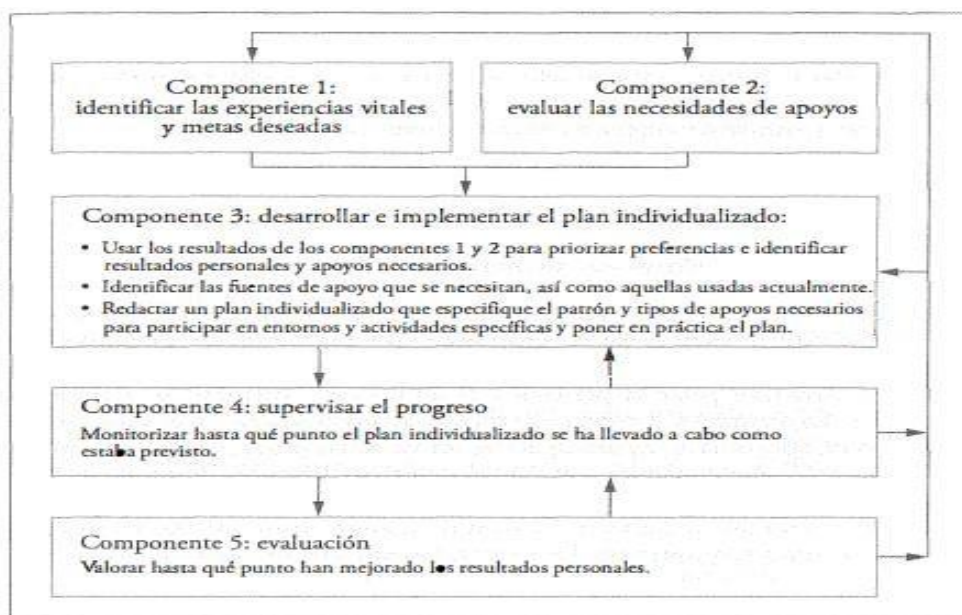 Componente 1:
identificar las experiencias vitales
y metas deseadas
Componente 2:
evaluar las necesidades de apoyos
Componente 3: desarrollar e implementar el plan individualizado:
• Usar los resultados de los componentes 1 y 2 para priorizar preferencias e identificar
resultados personales y apoyos necesarios.
• Identificar las fuentes de apoyo que se necesitan, así como aquellas usadas actualmente.
• Redactar un plan individualizado que especifique el patrón y tipos de apoyos necesarios
para participar en entornos y actividades específicas y poner en práctica el plan.
Componente 4: supervisar el progreso
Monitorizar hasta qué punto el plan individualizado se ha llevado a cabo como
estaba previsto.
Componente 5: evaluación
Valorar hasta qué punto han mejorado los resultados personales.